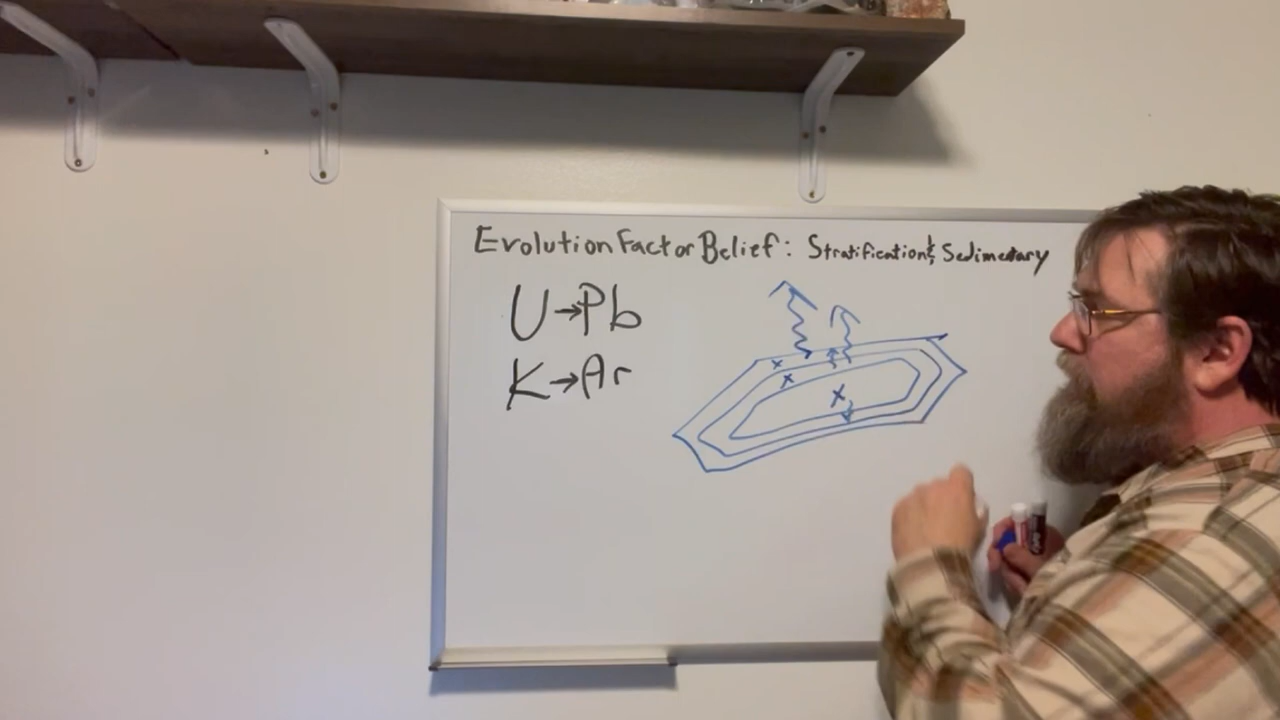 Evolution Fact or Belief: Stratification & Sedimentary
U→Pb
K→Ar
x
x
x